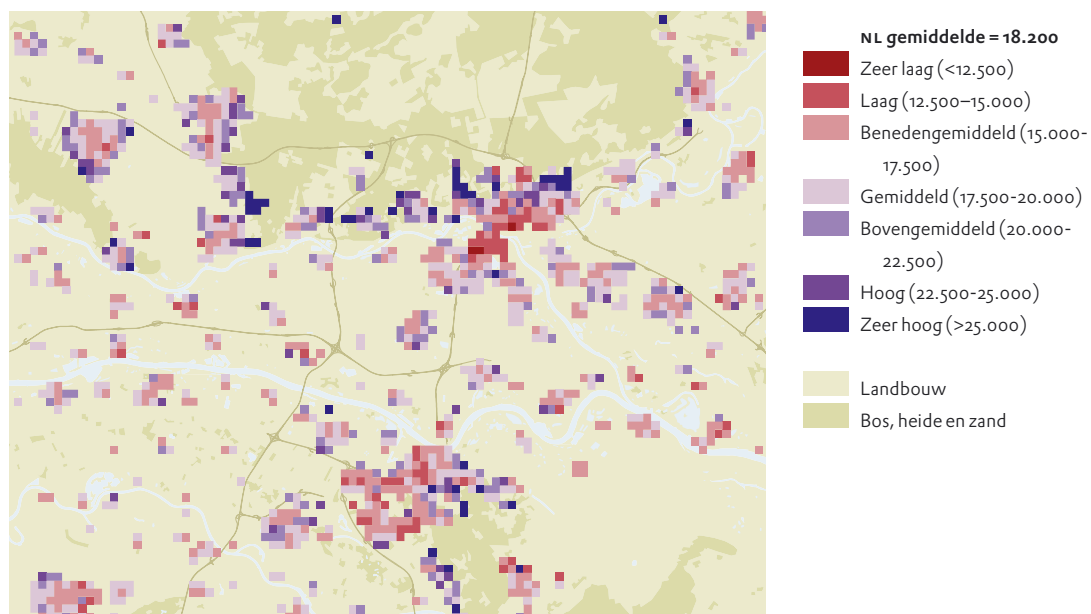 NL gemiddelde = 18.200
Zeer laag (<12.500)
Laag (12.500–15.000)
Benedengemiddeld (15.000-
17.500)
Gemiddeld (17.500-20.000)
Bovengemiddeld (20.000-
22.500)
Hoog (22.500-25.000)
Zeer hoog (>25.000)
Landbouw
Bos, heide en zand